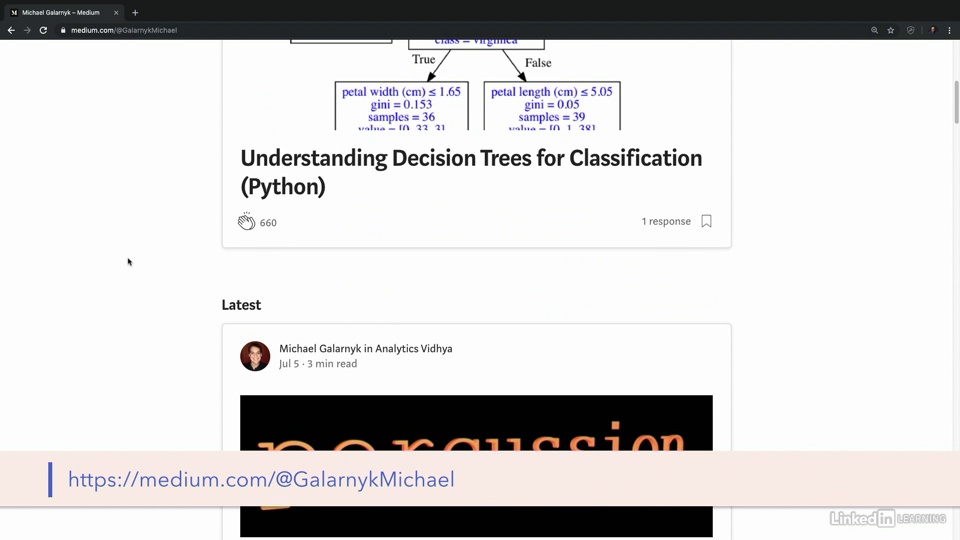 Michael Galarnyk – Medium
medium.com/@GalarnykMichael
class = virginica
True
False
petal width (cm) ≤ 1.65
gini = 0.153
samples = 36
value = [0, 33, 3]
petal length (cm) ≤ 5.05
gini = 0.05
samples = 39
value = [0, 1, 38]
Understanding Decision Trees for Classification
(Python)
660
1 response
Latest
Michael Galarnyk in Analytics Vidhya
Jul 5 · 3 min read
percussion
https://medium.com/@GalarnykMichael
Linked in LEARNING